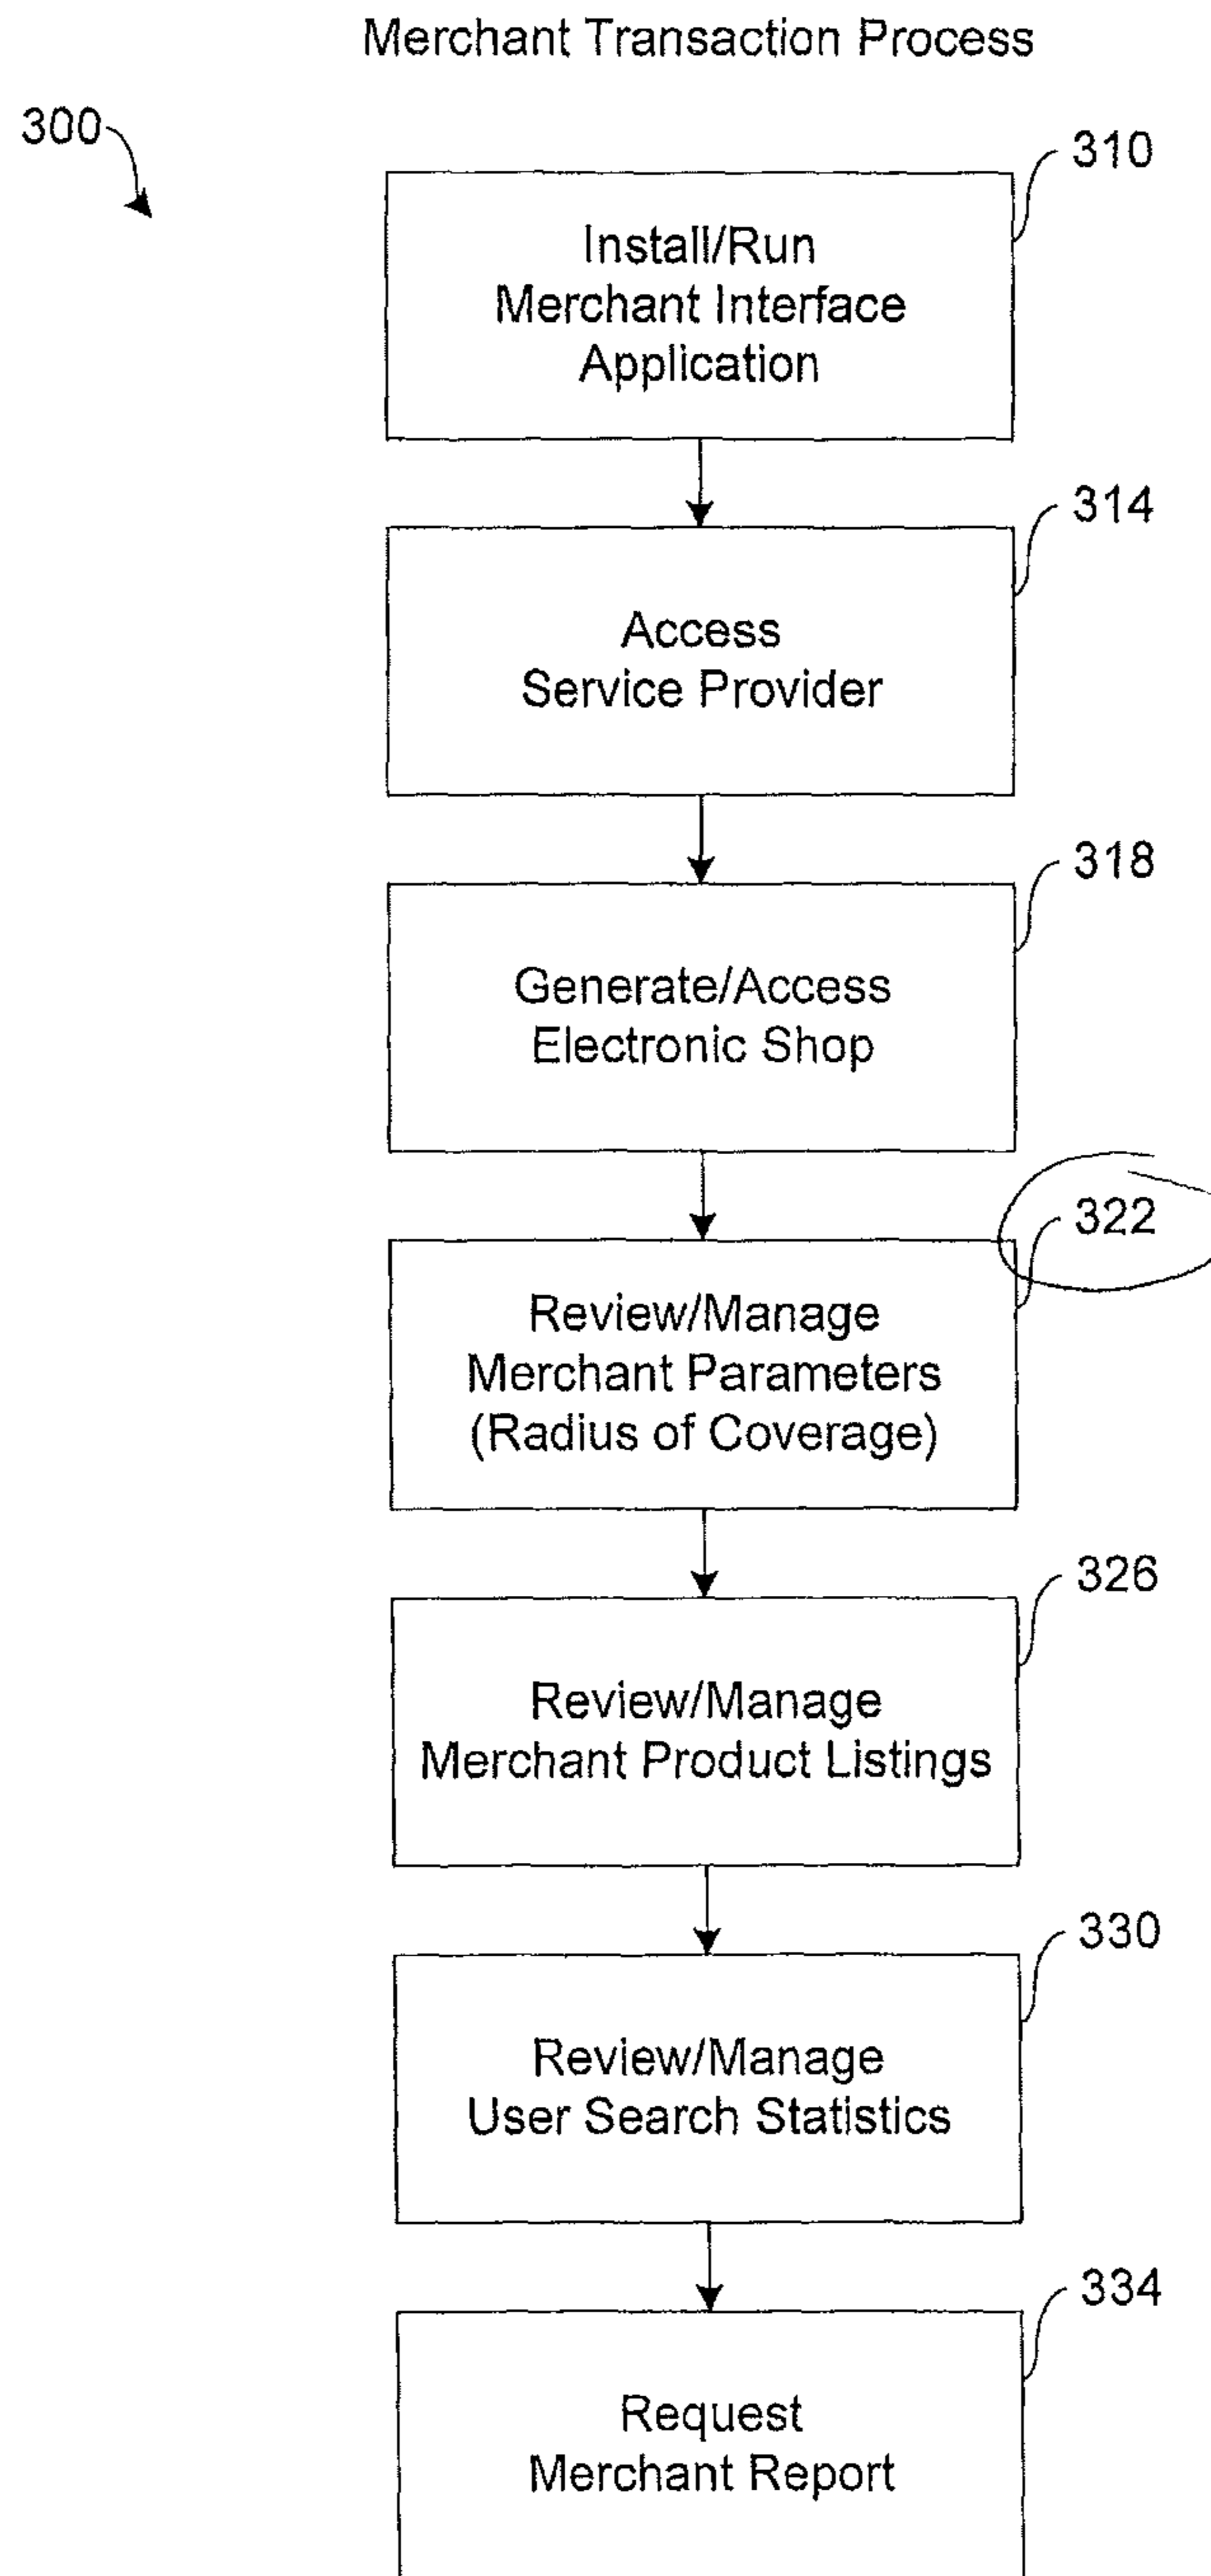 Merchant Transaction Process
300
310
Install/Run
Merchant Interface
Application
314
Access
Service Provider
318
Generate/Access
Electronic Shop
322
Review/Manage
Merchant Parameters
(Radius of Coverage)
326
Review/Manage
Merchant Product Listings
330
Review/Manage
User Search Statistics
334
Request
Merchant Report